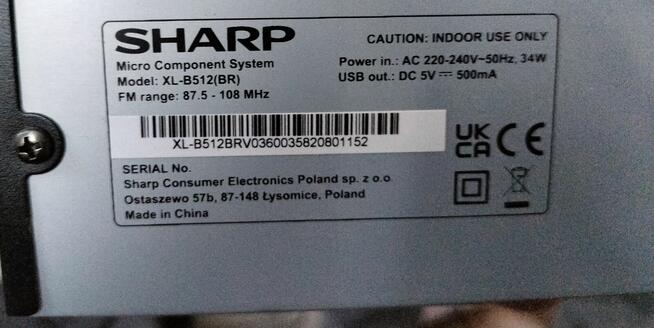 SHARP
CAUTION: INDOOR USE ONLY
Micro Component System
Model: XL-B512(BR)
FM range: 87.5 - 108 MHz
Power in.: AC 220-240V~50Hz, 34W
USB out.: DC 5V ⎓ 500mA
XL-B512BRV0360035820801152
UK
CA
CE
SERIAL No.
Sharp Consumer Electronics Poland sp. z o.o.
Ostaszewo 57b, 87-148 Łysomice, Poland
Made in China